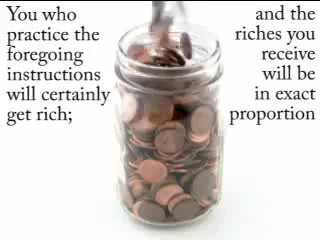 You who
practice the
foregoing
instructions
will certainly
get rich;
and the
riches you
receive
will be
in exact
proportion